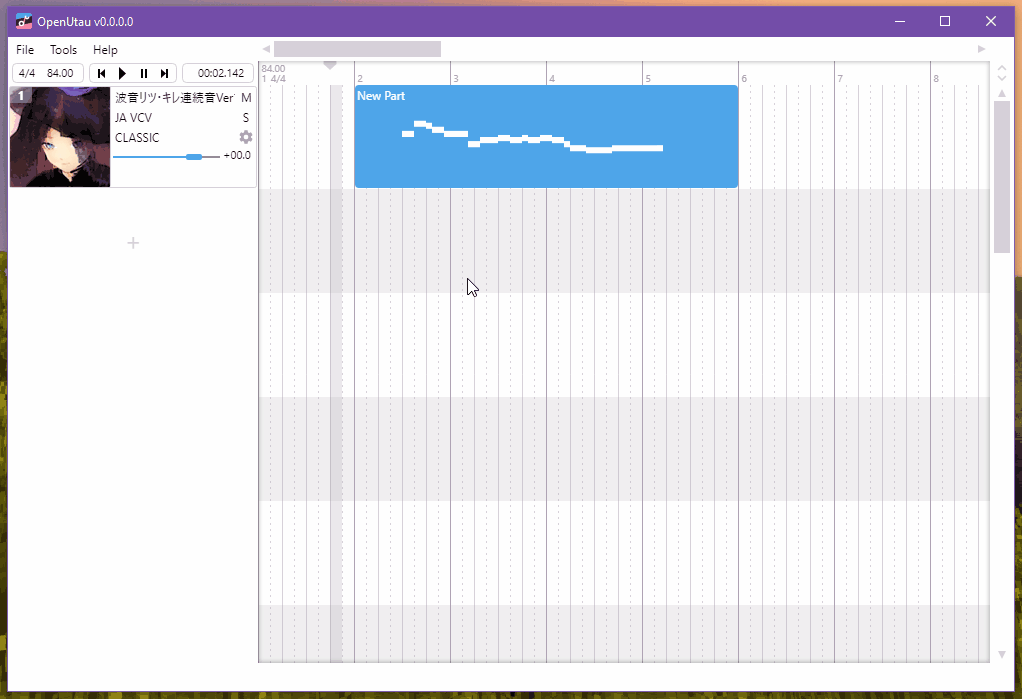 OpenUtau v0.0.0.0
File Tools Help
4/4 84.00 00:02.142
84.00
1 4/4 2 3 4 5 6 7 8
1
波音リツ・キレ連続音Ver M
JA VCV S
CLASSIC
+00.0
New Part